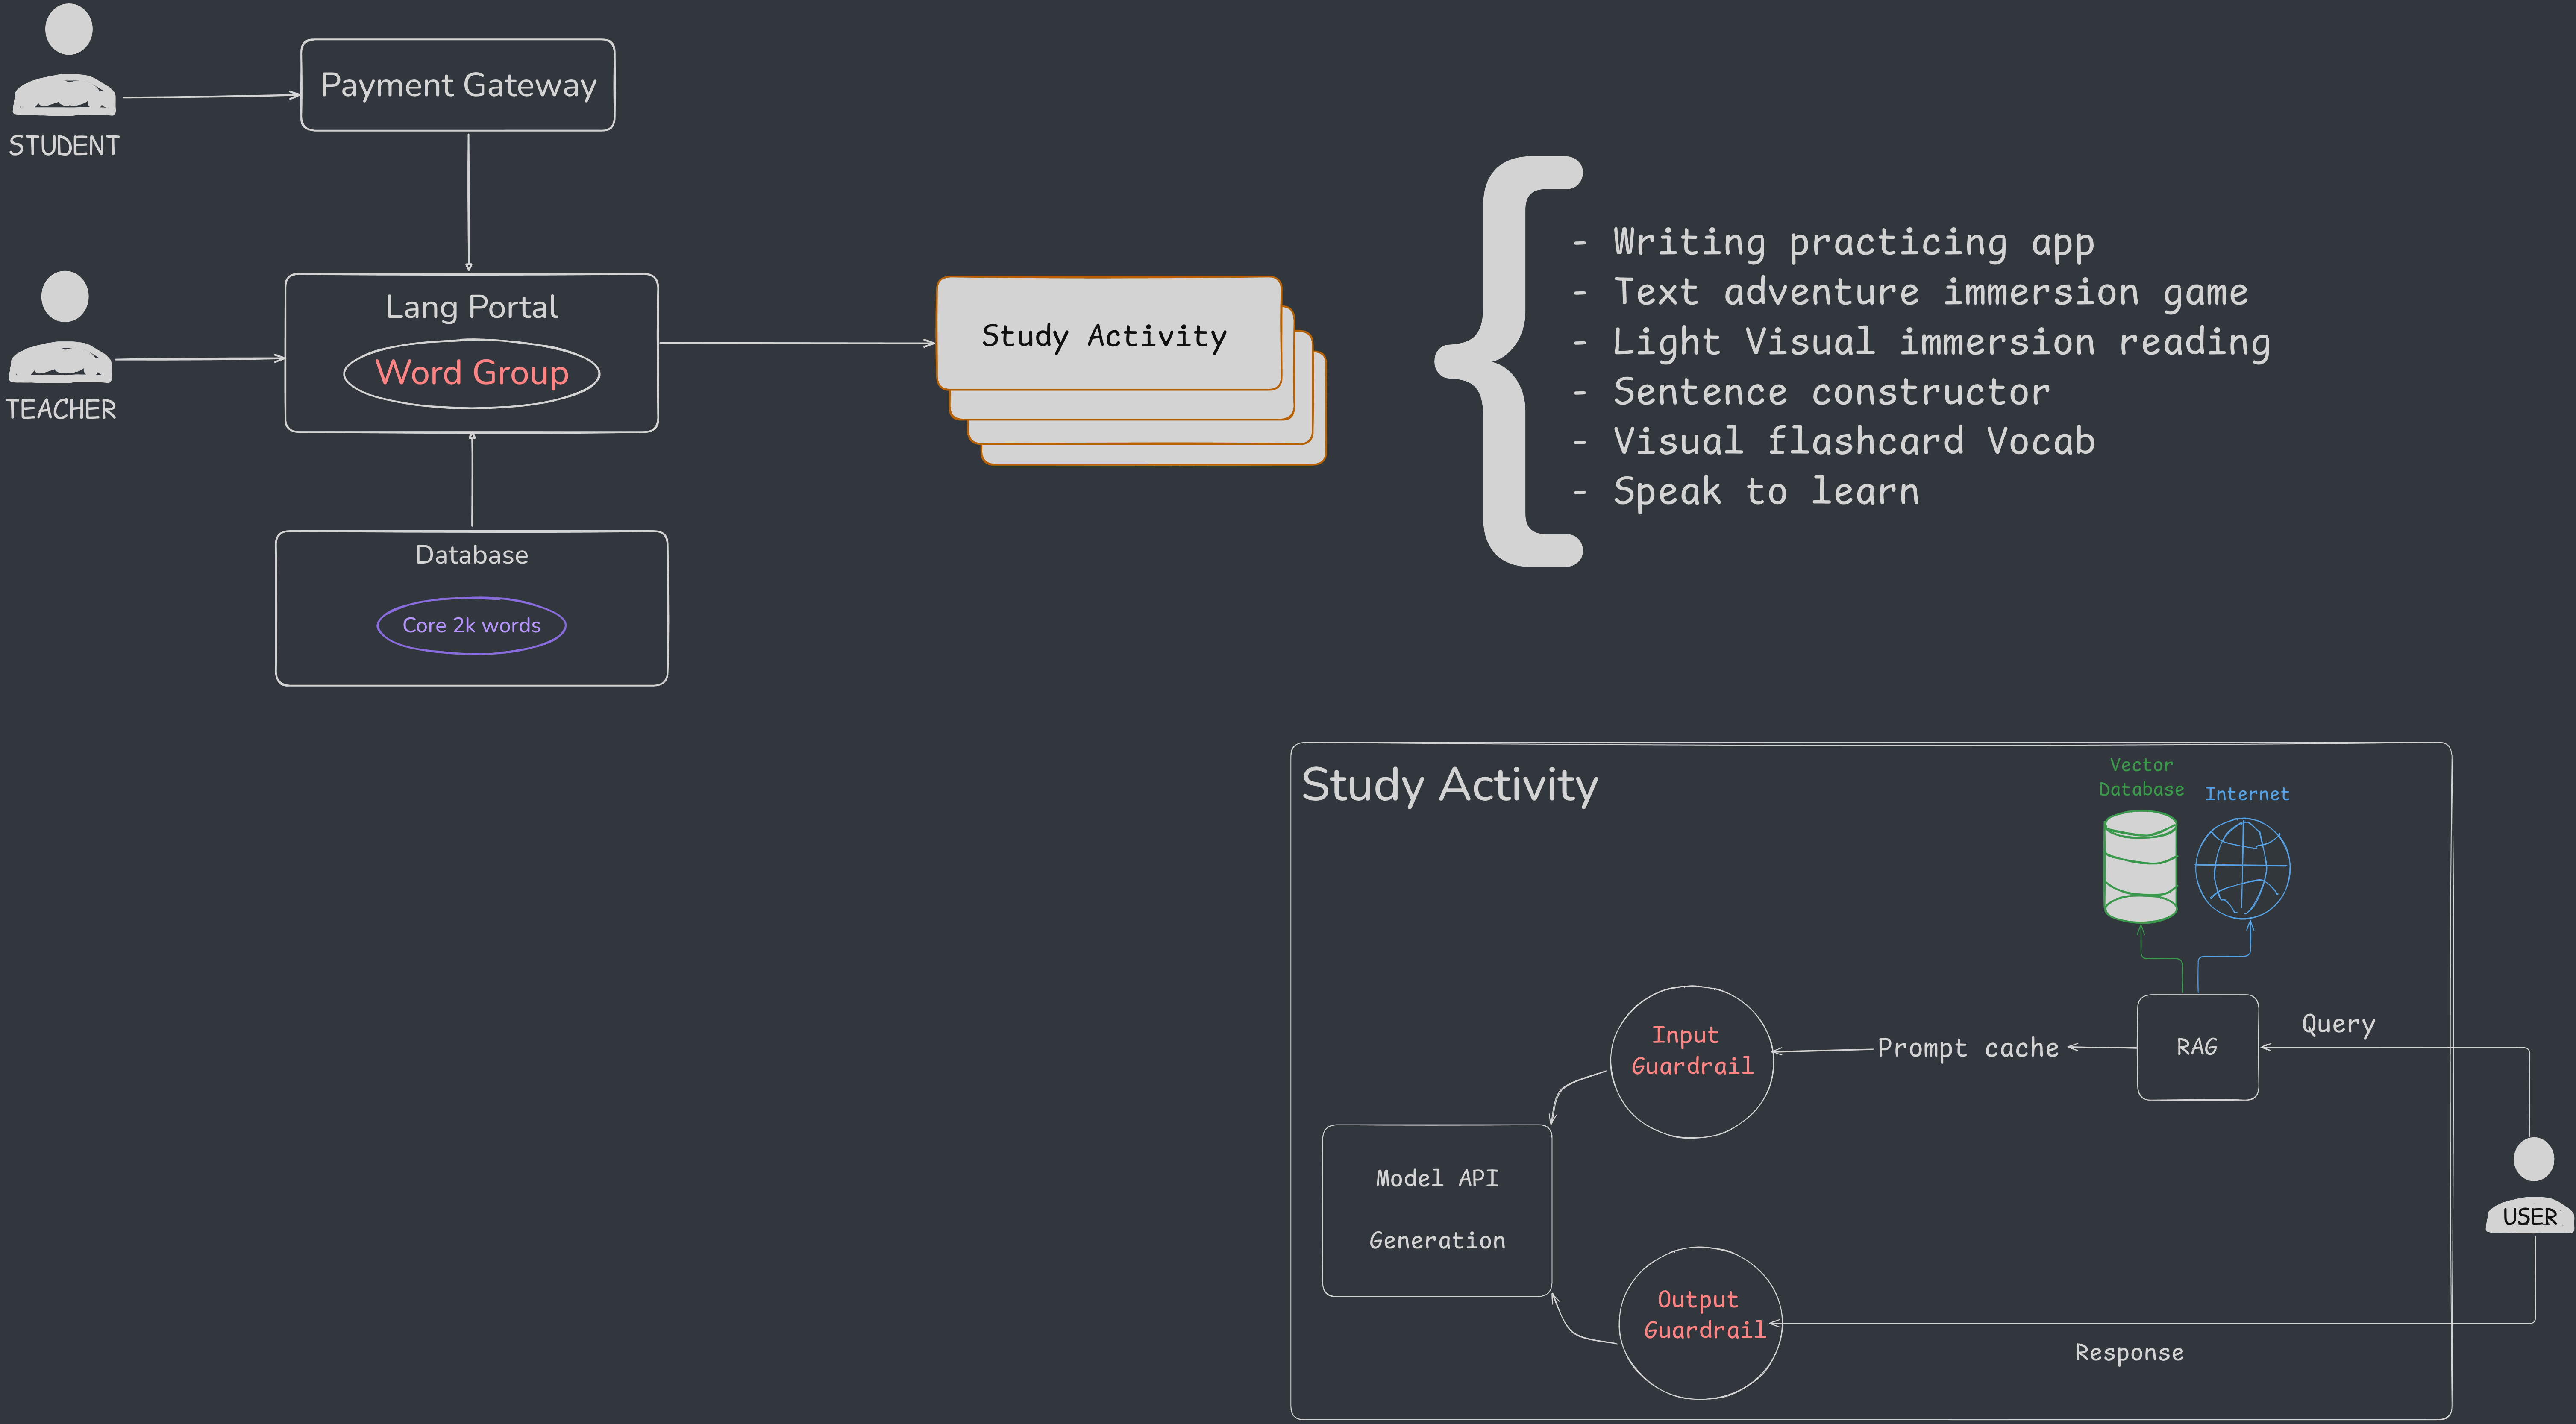 STUDENT
Payment Gateway
TEACHER
Lang Portal
Word Group
Database
Core 2k words
Study Activity
- Writing practicing app
- Text adventure immersion game
- Light Visual immersion reading
- Sentence constructor
- Visual flashcard Vocab
- Speak to learn
Study Activity
Vector
Database
Internet
Query
RAG
Prompt cache
Input
Guardrail
Model API
Generation
USER
Output
Guardrail
Response